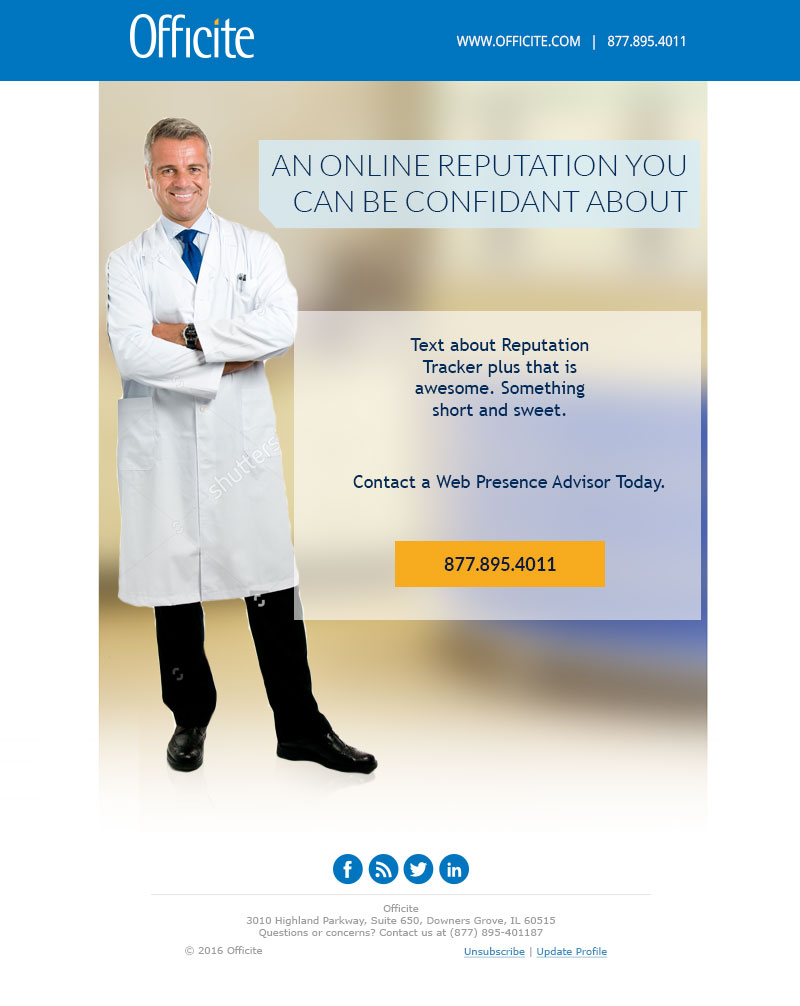 Officite
WWW.OFFICITE.COM | 877.895.4011
AN ONLINE REPUTATION YOU
CAN BE CONFIDANT ABOUT
Text about Reputation
Tracker plus that is
awesome. Something
short and sweet.
shutters
Contact a Web Presence Advisor Today.
877.895.4011
Officite
3010 Highland Parkway, Suite 650, Downers Grove, IL 60515
Questions or concerns? Contact us at (877) 895-401187
© 2016 Officite
Unsubscribe | Update Profile